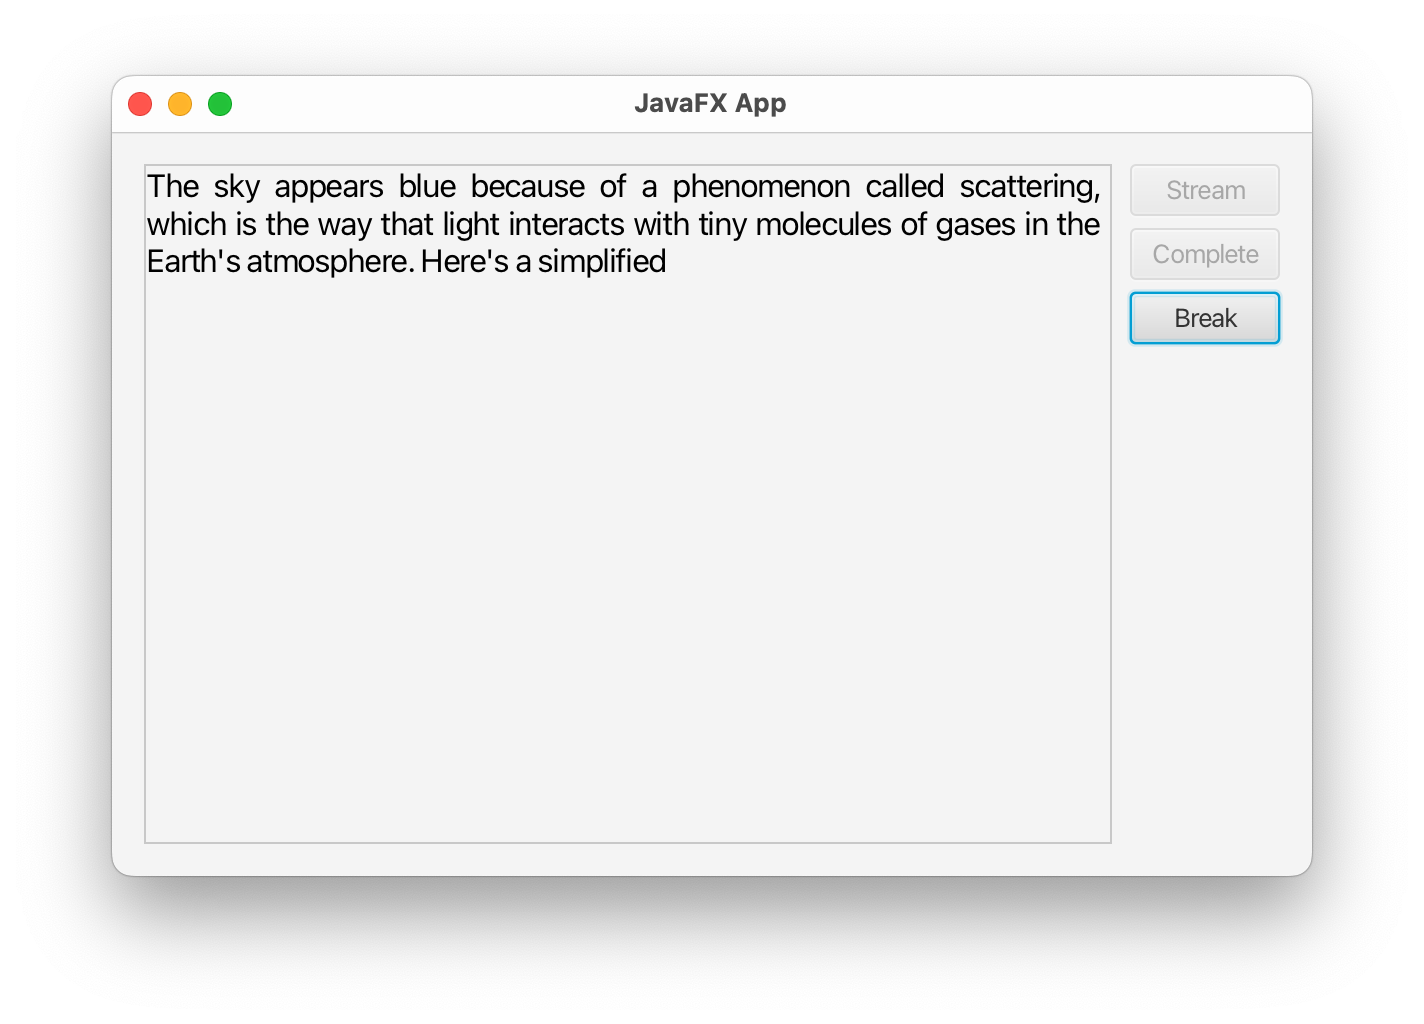 JavaFX App
The sky appears blue because of a phenomenon called scattering,
which is the way that light interacts with tiny molecules of gases in the
Earth's atmosphere. Here's a simplified
Stream
Complete
Break